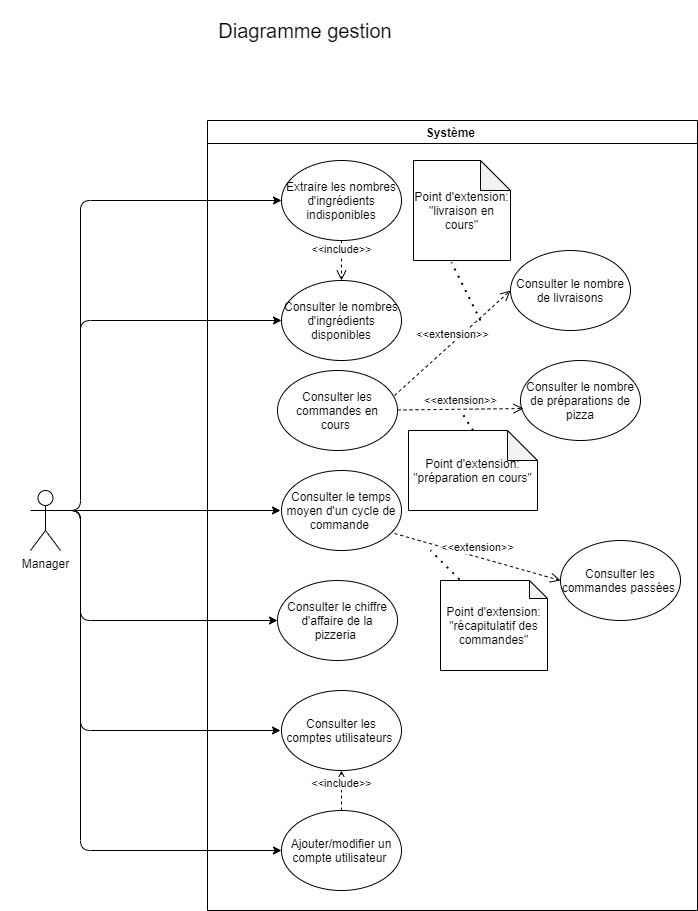 Diagramme gestion
Système
Extraire les nombres
d'ingrédients
indisponibles
Point d'extension:
"livraison en
cours"
<<include>>
Consulter le nombre
de livraisons
Consulter le nombres
d'ingrédients
disponibles
<<extension>>
Consulter les
commandes en
cours
<<extension>>
Consulter le nombre
de préparations de
pizza
Point d'extension:
"préparation en cours"
Consulter le temps
moyen d'un cycle de
commande
Manager
<<extension>>
Consulter les
commandes passées
Consulter le chiffre
d'affaire de la
pizzeria
Point d'extension:
"récapitulatif des
commandes"
Consulter les
comptes utilisateurs
<<include>>
Ajouter/modifier un
compte utilisateur